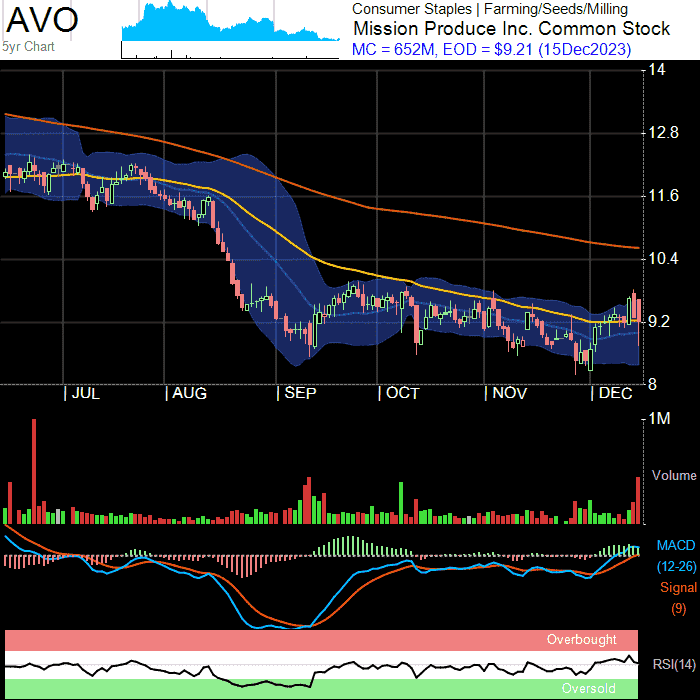 AVO
5yr Chart
Consumer Staples | Farming/Seeds/Milling
Mission Produce Inc. Common Stock
MC = 652M, EOD = $9.21 (15Dec2023)
14
12.8
11.6
10.4
9.2
8
| JUL | AUG | SEP | OCT | NOV | DEC
1M
Volume
MACD
(12-26)
Signal
(9)
Overbought
RSI(14)
Oversold